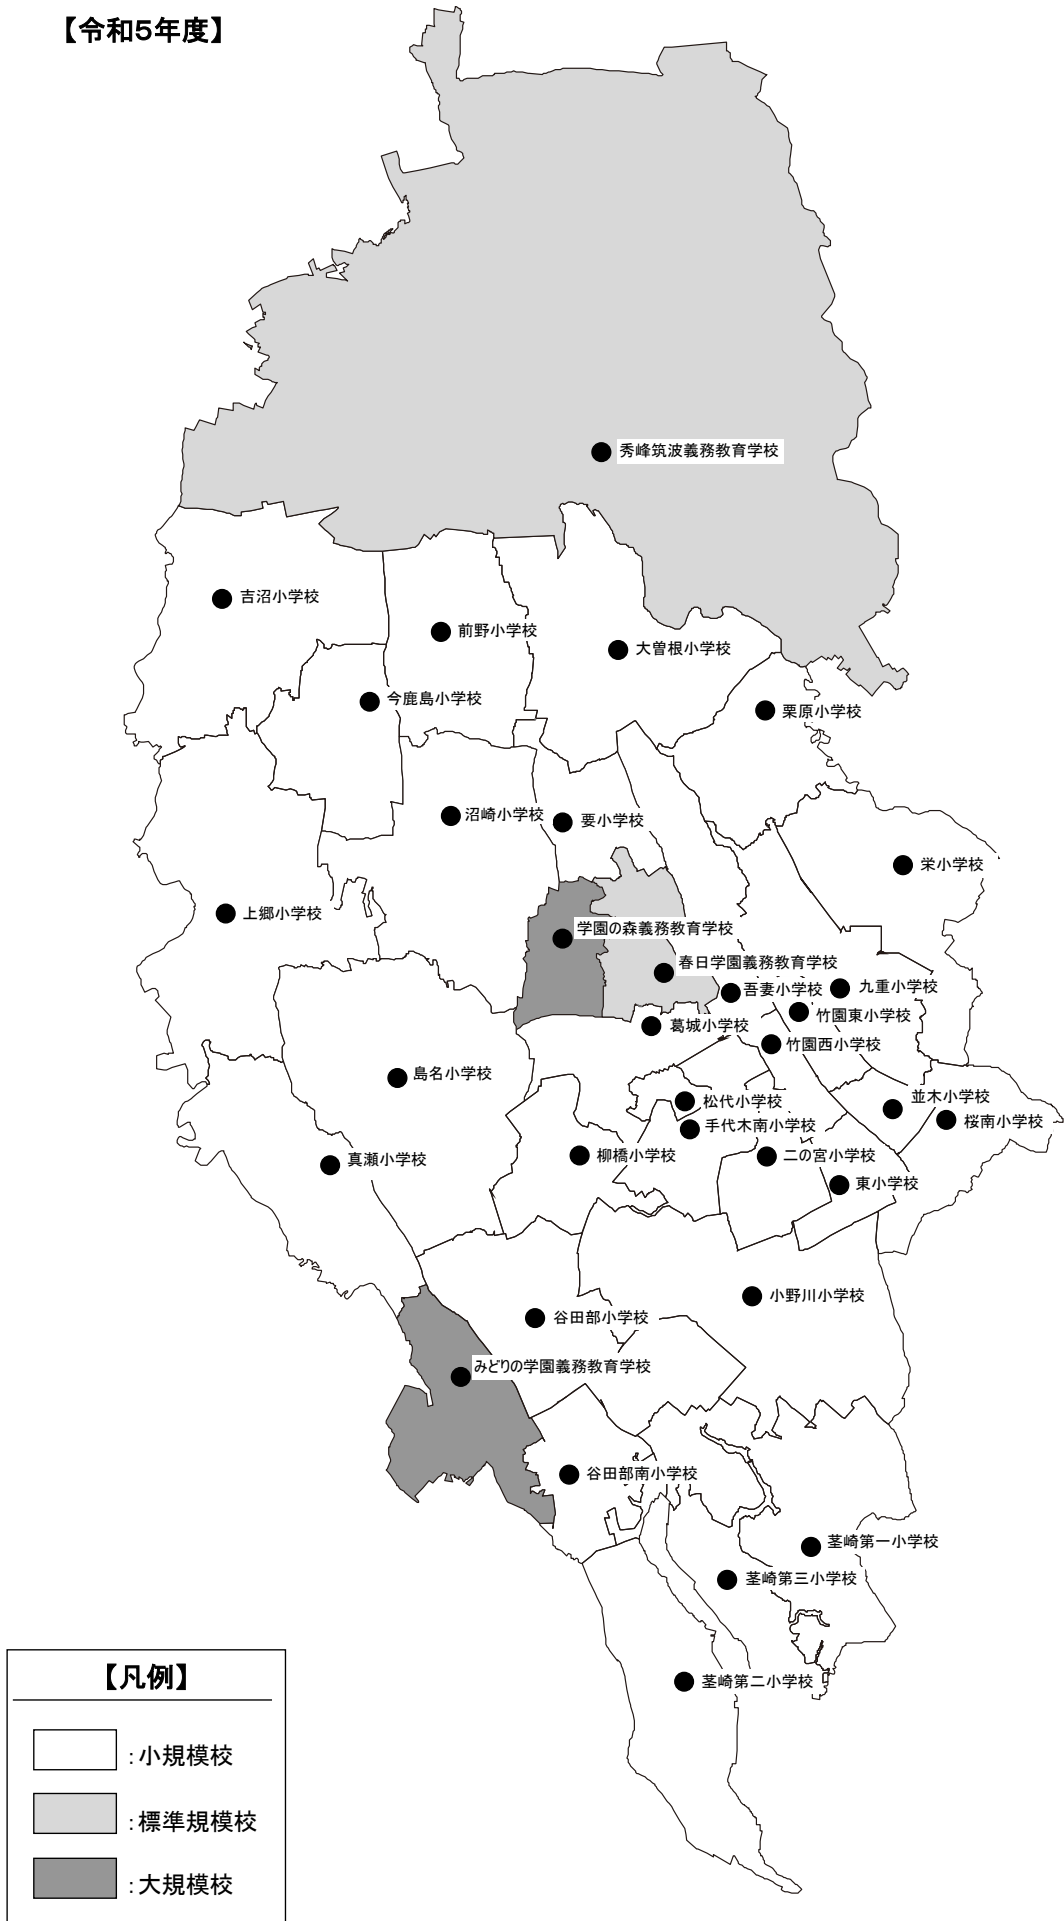 【令和5年度】
秀峰筑波義務教育学校
吉沼小学校
前野小学校
大曽根小学校
今鹿島小学校
栗原小学校
沼崎小学校
要小学校
栄小学校
上郷小学校
学園の森義務教育学校
春日学園義務教育学校
吾妻小学校
九重小学校
竹園東小学校
葛城小学校
竹園西小学校
島名小学校
松代小学校
並木小学校
桜南小学校
手代木南小学校
真瀬小学校
柳橋小学校
二の宮小学校
東小学校
小野川小学校
谷田部小学校
みどりの学園義務教育学校
谷田部南小学校
茎崎第一小学校
茎崎第三小学校
茎崎第二小学校
【凡例】
：小規模校
：標準規模校
：大規模校